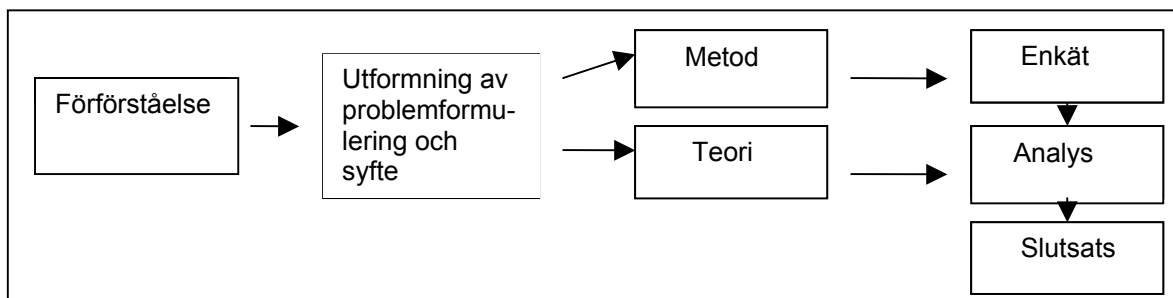 Förförståelse
Utformning av
problemformu-
lering och
syfte
Metod
Teori
Enkät
Analys
Slutsats